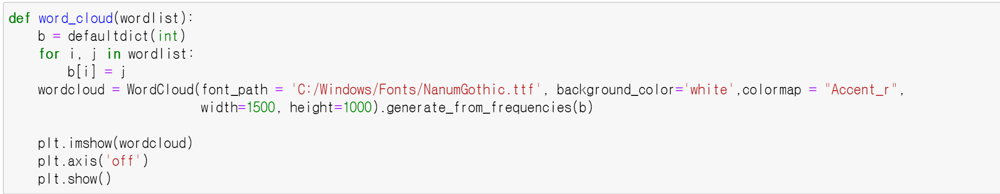 def word_cloud(wordlist):
    b = defaultdict(int)
    for i, j in wordlist:
        b[i] = j
    wordcloud = WordCloud(font_path = 'C:/Windows/Fonts/NanumGothic.ttf', background_color='white',colormap = "Accent_r",
                          width=1500, height=1000).generate_from_frequencies(b)

    plt.imshow(wordcloud)
    plt.axis('off')
    plt.show()